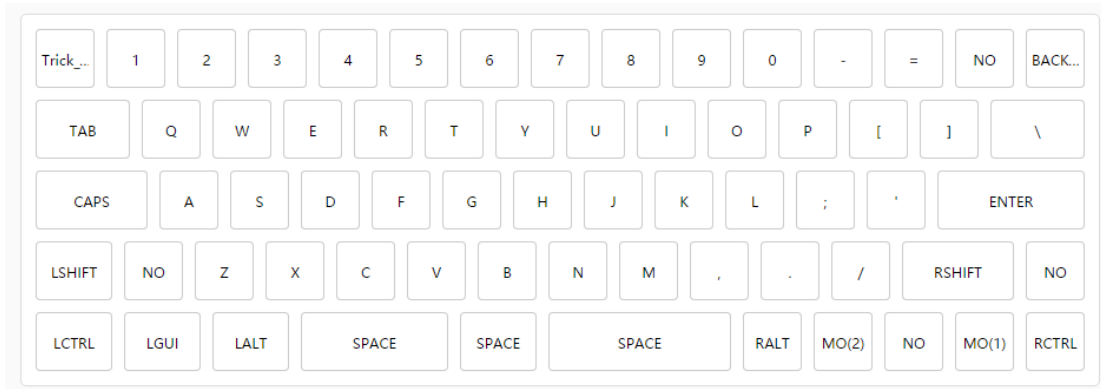 Trick_... 1 2 3 4 5 6 7 8 9 0 - = NO BACK...
TAB Q W E R T Y U I O P [ ] \
CAPS A S D F G H J K L ; ' ENTER
LSHIFT NO Z X C V B N M , . / RSHIFT NO
LCTRL LGUI LALT SPACE SPACE SPACE RALT MO(2) NO MO(1) RCTRL